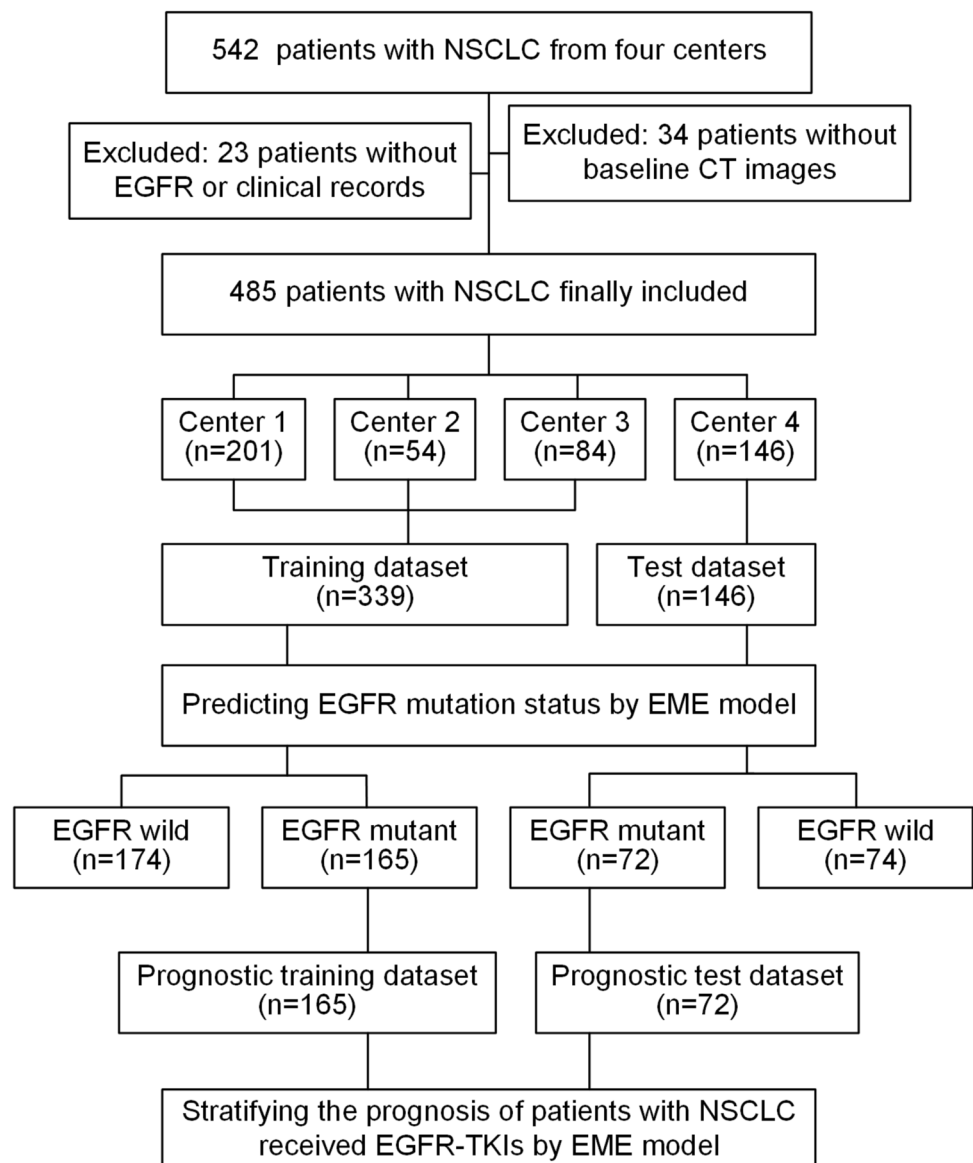 542 patients with NSCLC from four centers
Excluded: 23 patients without
EGFR or clinical records
Excluded: 34 patients without
baseline CT images
485 patients with NSCLC finally included
Center 1
(n=201)
Center 2
(n=54)
Center 3
(n=84)
Center 4
(n=146)
Training dataset
(n=339)
Test dataset
(n=146)
Predicting EGFR mutation status by EME model
EGFR wild
(n=174)
EGFR mutant
(n=165)
EGFR mutant
(n=72)
EGFR wild
(n=74)
Prognostic training dataset
(n=165)
Prognostic test dataset
(n=72)
Stratifying the prognosis of patients with NSCLC
received EGFR-TKIs by EME model